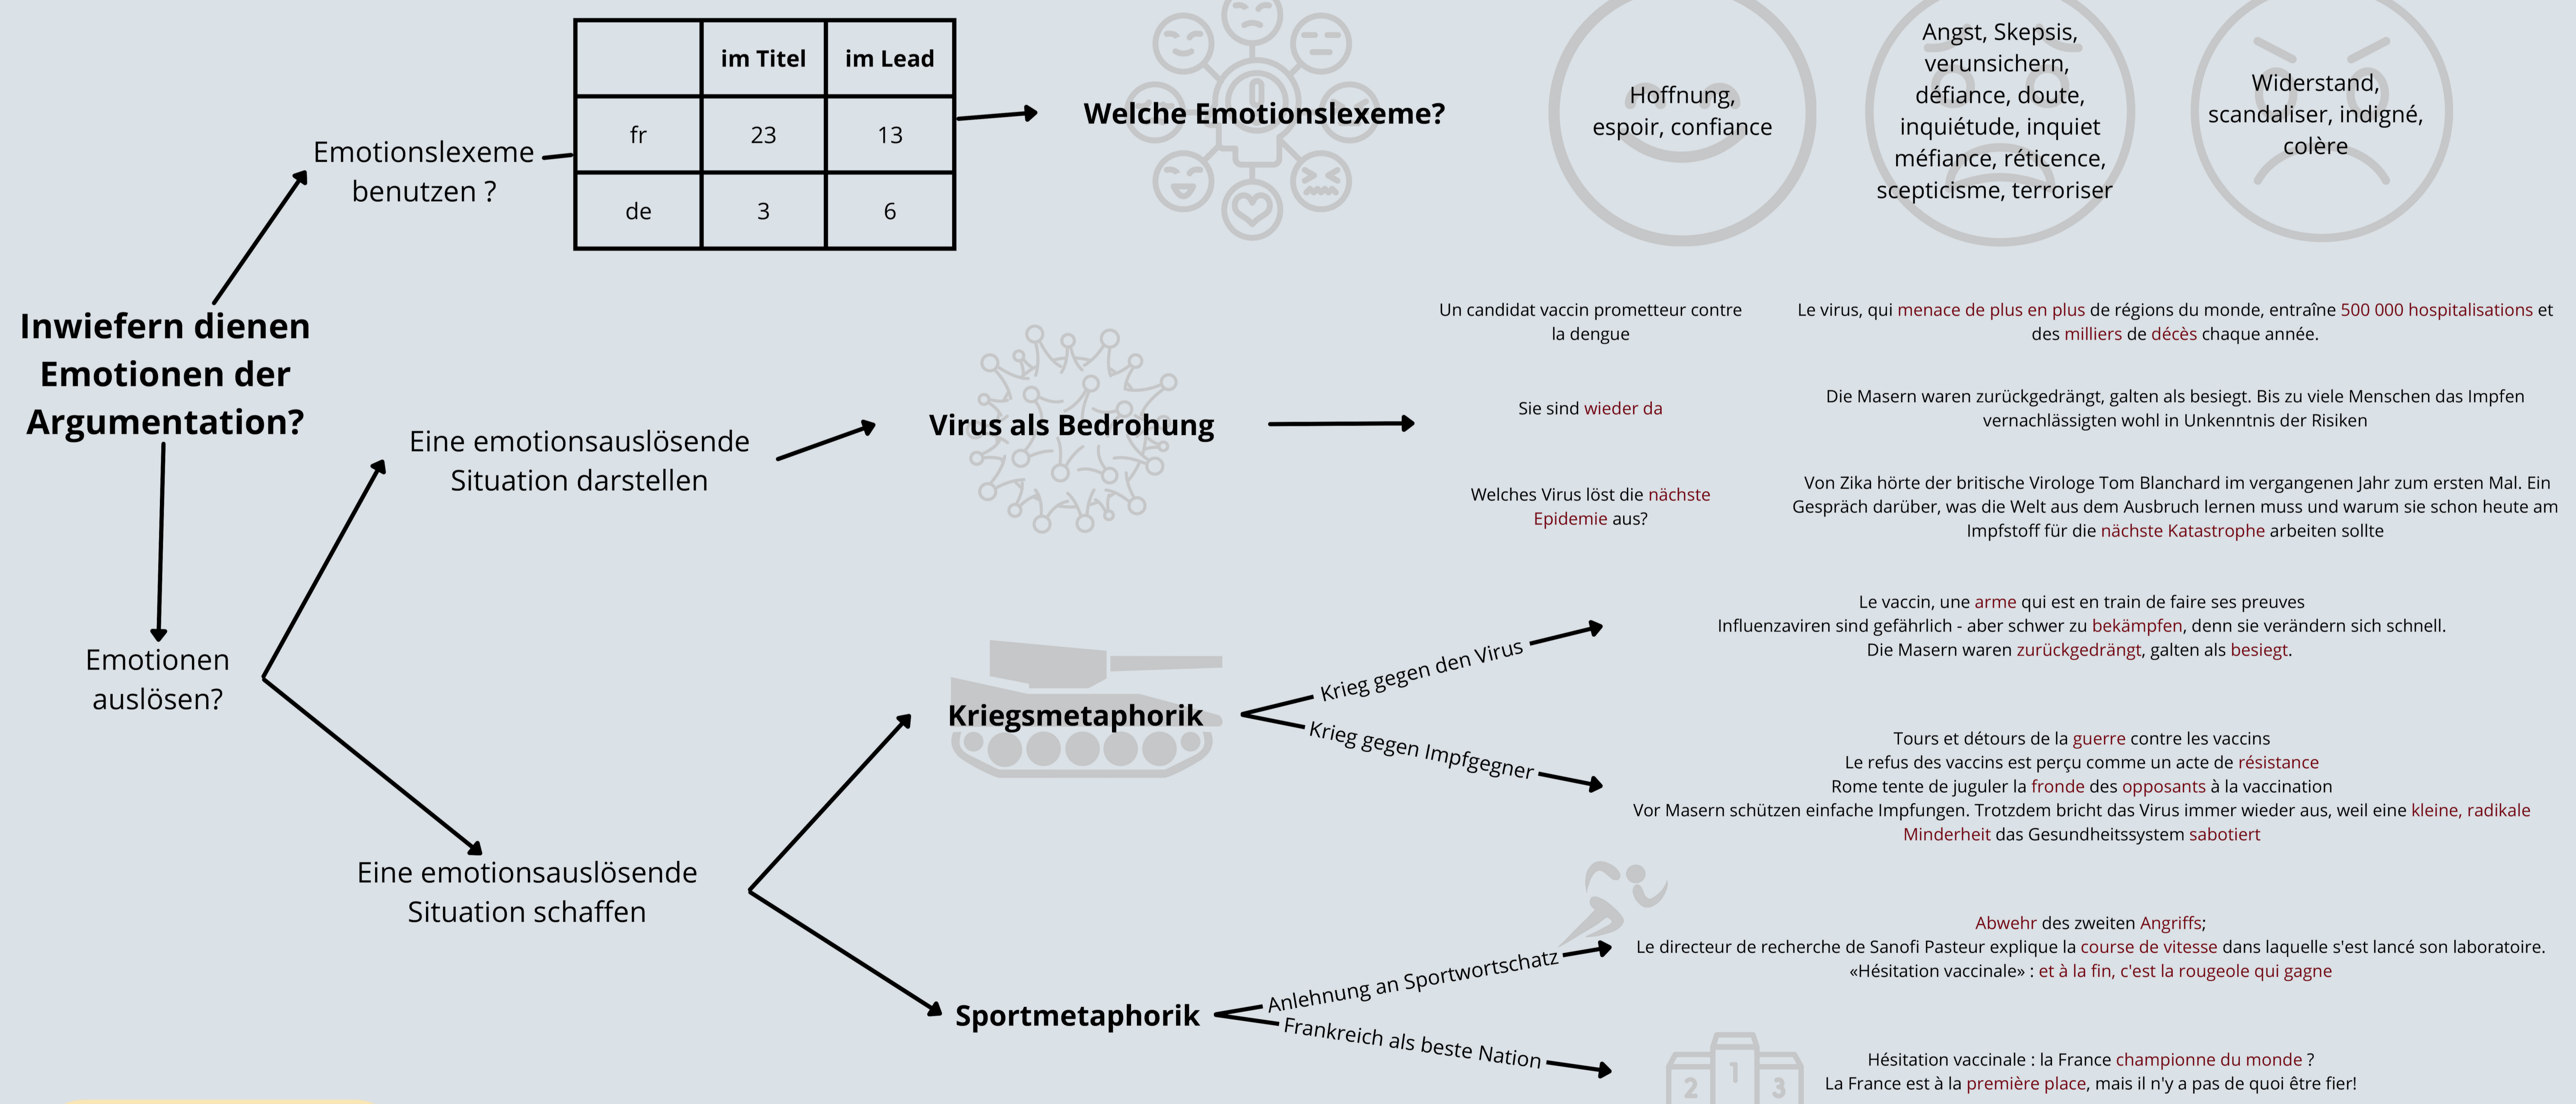 im Titel
im Lead
fr
23
13
de
3
6
Emotionslexeme
benutzen ?
Welche Emotionslexeme?
Hoffnung,
espoir, confiance
Angst, Skepsis,
verunsichern,
défiance, doute,
inquiétude, inquiet
méfiance, réticence,
scepticisme, terroriser
Widerstand,
scandaliser, indigné,
colère
Inwiefern dienen
Emotionen der
Argumentation?
Eine emotionsauslösende
Situation darstellen
Virus als Bedrohung
Un candidat vaccin prometteur contre
la dengue
Le virus, qui menace de plus en plus de régions du monde, entraîne 500 000 hospitalisations et
des milliers de décès chaque année.
Sie sind wieder da
Die Masern waren zurückgedrängt, galten als besiegt. Bis zu viele Menschen das Impfen
vernachlässigten wohl in Unkenntnis der Risiken
Welches Virus löst die nächste
Epidemie aus?
Von Zika hörte der britische Virologe Tom Blanchard im vergangenen Jahr zum ersten Mal. Ein
Gespräch darüber, was die Welt aus dem Ausbruch lernen muss und warum sie schon heute am
Impfstoff für die nächste Katastrophe arbeiten sollte
Emotionen
auslösen?
Eine emotionsauslösende
Situation schaffen
Kriegsmetaphorik
Krieg gegen den Virus
Le vaccin, une arme qui est en train de faire ses preuves
Influenzaviren sind gefährlich - aber schwer zu bekämpfen, denn sie verändern sich schnell.
Die Masern waren zurückgedrängt, galten als besiegt.
Krieg gegen Impfgegner
Tours et détours de la guerre contre les vaccins
Le refus des vaccins est perçu comme un acte de résistance
Rome tente de juguler la fronde des opposants à la vaccination
Vor Masern schützen einfache Impfungen. Trotzdem bricht das Virus immer wieder aus, weil eine kleine, radikale
Minderheit das Gesundheitssystem sabotiert
Sportmetaphorik
Anlehnung an Sportwortschatz
Abwehr des zweiten Angriffs;
Le directeur de recherche de Sanofi Pasteur explique la course de vitesse dans laquelle s'est lancé son laboratoire.
«Hésitation vaccinale» : et à la fin, c'est la rougeole qui gagne
Frankreich als beste Nation
2 1 3
Hésitation vaccinale : la France championne du monde ?
La France est à la première place, mais il n'y a pas de quoi être fier!